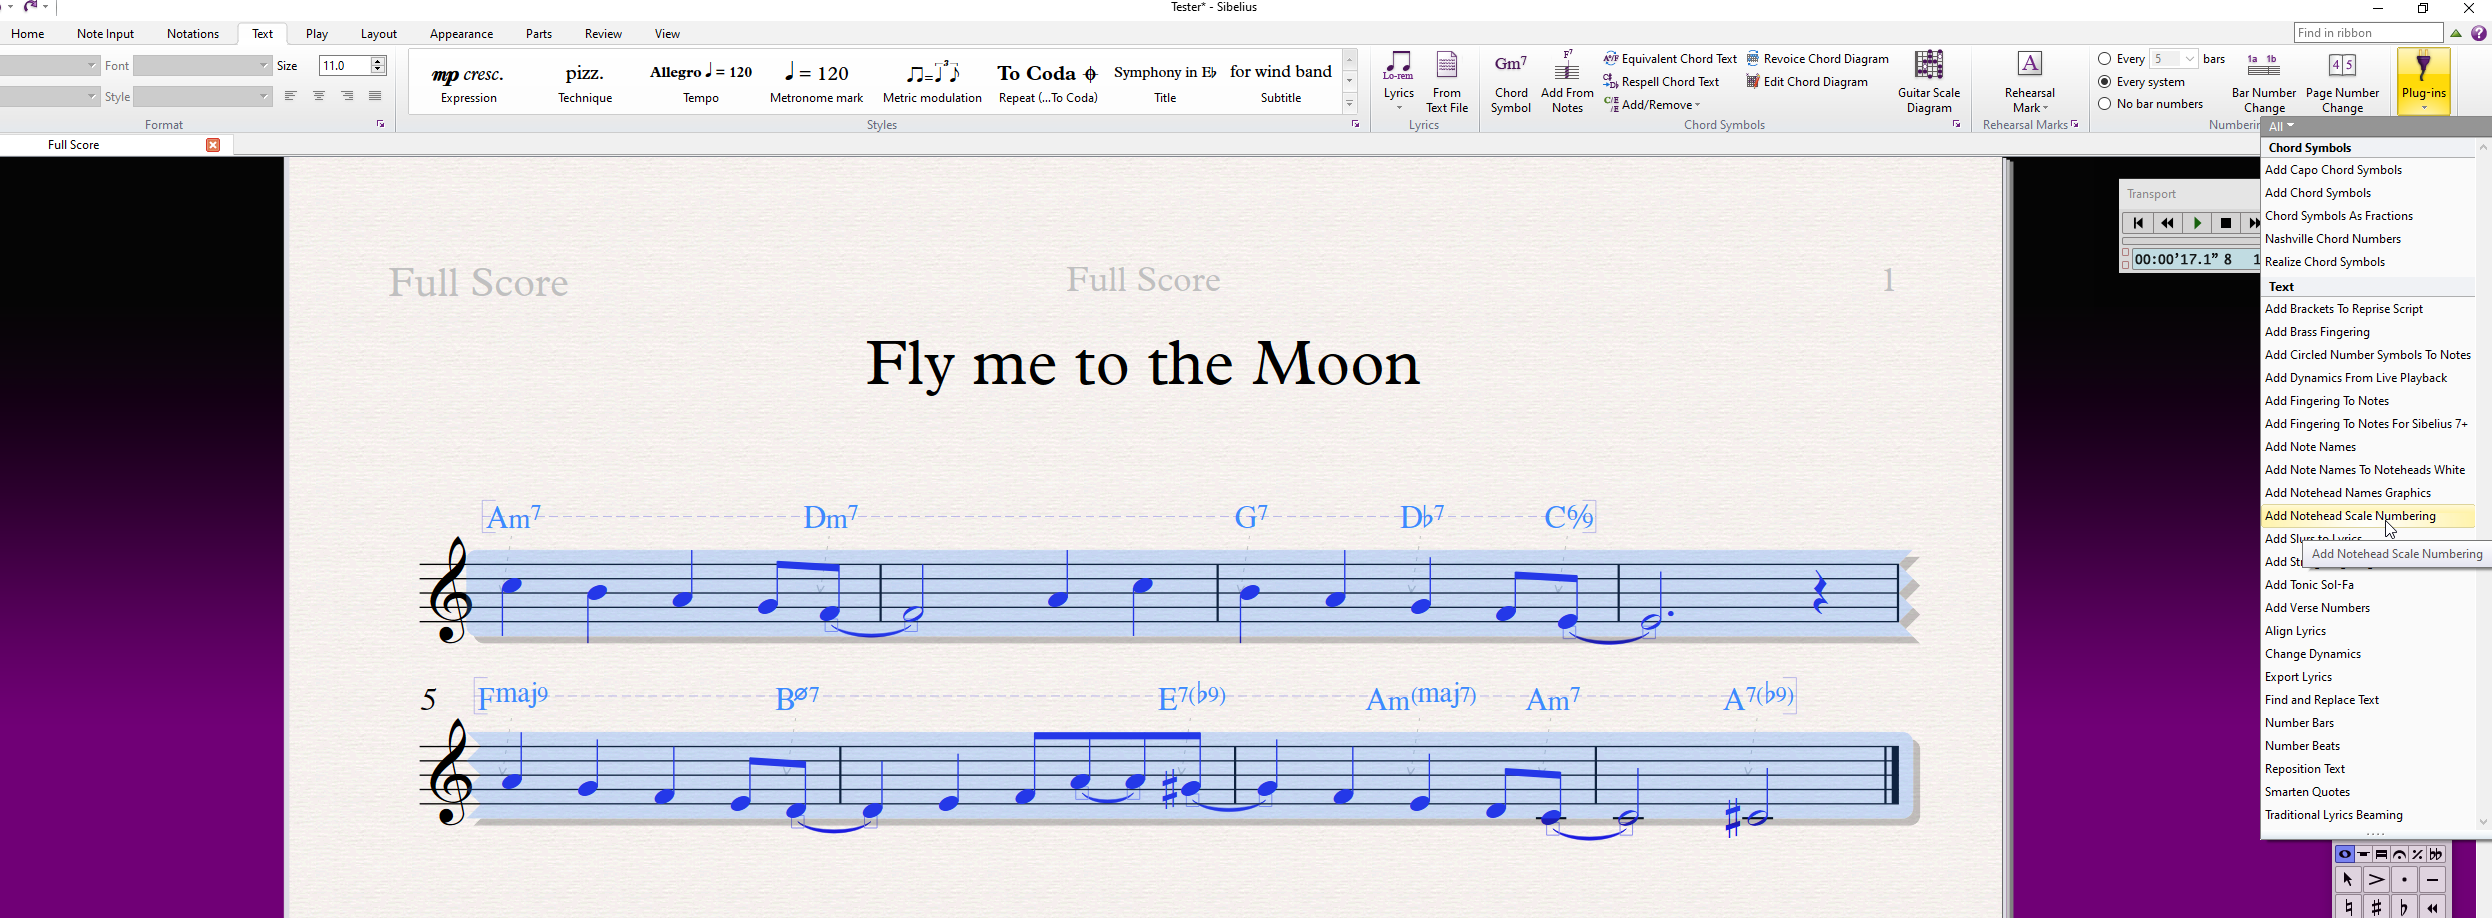 Tester* - Sibelius
Home Note Input Notations Text Play Layout Appearance Parts Review View
Find in ribbon
Font Size 11.0
Style
Format
mp cresc. pizz. Allegro ♩ = 120 ♩ = 120 ♫=♩♪ 3 To Coda Symphony in E♭ for wind band
Expression Technique Tempo Metronome mark Metric modulation Repeat (...To Coda) Title Subtitle
Styles
Lo-rem
Lyrics
From Text File
Lyrics
Gm7
Chord Symbol
F7
Add From Notes
Equivalent Chord Text
Respell Chord Text
Add/Remove
Revoice Chord Diagram
Edit Chord Diagram
Guitar Scale Diagram
Chord Symbols
A
Rehearsal Mark
Rehearsal Marks
Every 5 bars
Every system
No bar numbers
1a 1b
Bar Number Change
4 5
Page Number Change
Plug-ins
Full Score
All
Chord Symbols
Add Capo Chord Symbols
Add Chord Symbols
Chord Symbols As Fractions
Nashville Chord Numbers
Realize Chord Symbols
Text
Add Brackets To Reprise Script
Add Brass Fingering
Add Circled Number Symbols To Notes
Add Dynamics From Live Playback
Add Fingering To Notes
Add Fingering To Notes For Sibelius 7+
Add Note Names
Add Note Names To Noteheads White
Add Notehead Names Graphics
Add Notehead Scale Numbering
Add Slurs to Lyrics
Add Notehead Scale Numbering
Add Tonic Sol-Fa
Add Verse Numbers
Align Lyrics
Change Dynamics
Export Lyrics
Find and Replace Text
Number Bars
Number Beats
Reposition Text
Smarten Quotes
Traditional Lyrics Beaming
Transport
00:00'17.1" 8 1
Full Score Full Score 1
Fly me to the Moon
Am7 Dm7 G7 D♭7 C6/9
5
Fmaj9 Bø7 E7(♭9) Am(maj7) Am7 A7(♭9)